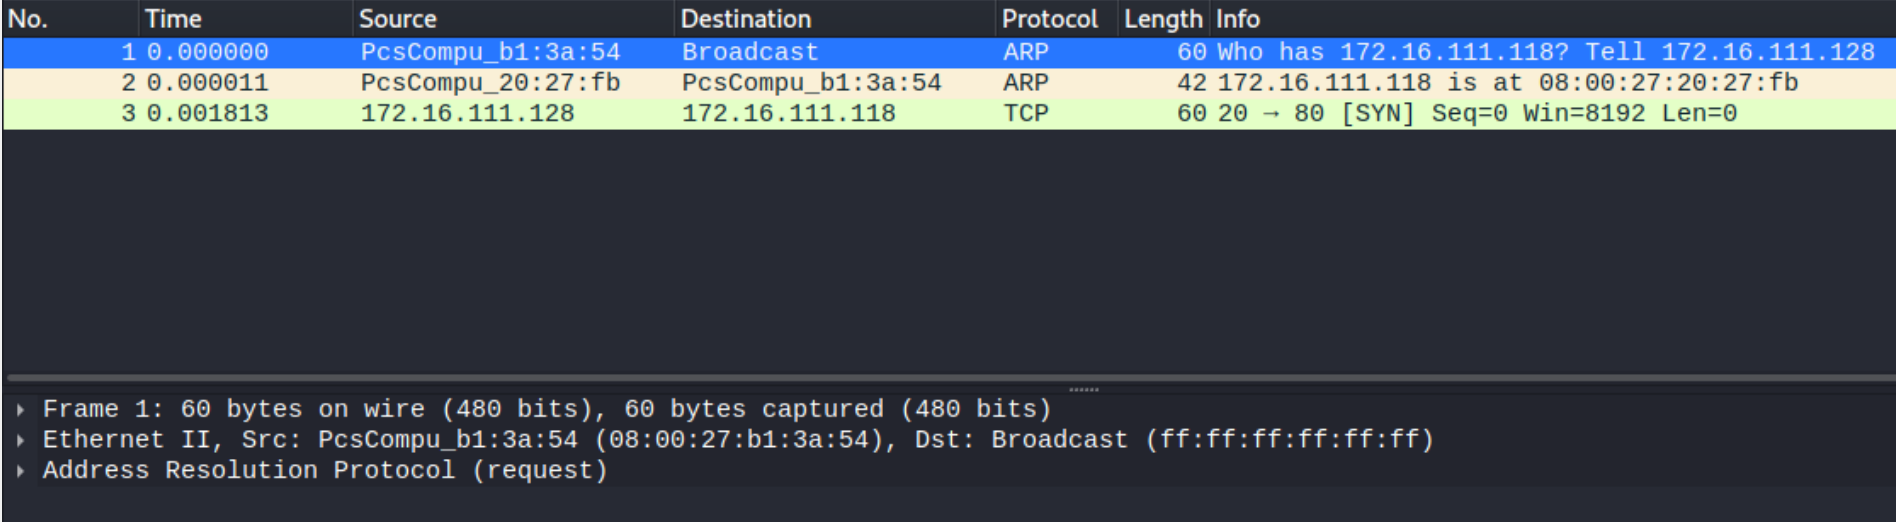 No. Time Source Destination Protocol Length Info
1 0.000000 PcsCompu_b1:3a:54 Broadcast ARP 60 Who has 172.16.111.118? Tell 172.16.111.128
2 0.000011 PcsCompu_20:27:fb PcsCompu_b1:3a:54 ARP 42 172.16.111.118 is at 08:00:27:20:27:fb
3 0.001813 172.16.111.128 172.16.111.118 TCP 60 20 → 80 [SYN] Seq=0 Win=8192 Len=0
Frame 1: 60 bytes on wire (480 bits), 60 bytes captured (480 bits)
Ethernet II, Src: PcsCompu_b1:3a:54 (08:00:27:b1:3a:54), Dst: Broadcast (ff:ff:ff:ff:ff:ff)
Address Resolution Protocol (request)